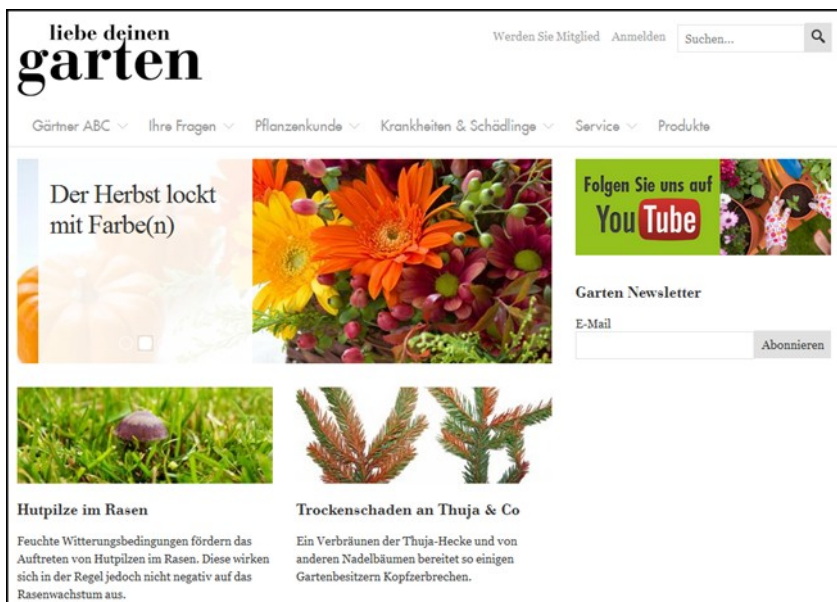 liebe deinen
garten
Werden Sie Mitglied Anmelden Suchen...
Gärtner ABC Ihre Fragen Pflanzenkunde Krankheiten & Schädlinge Service Produkte
Der Herbst lockt
mit Farbe(n)
Folgen Sie uns auf
YouTube
Garten Newsletter
E-Mail
Abonnieren
Hutpilze im Rasen
Feuchte Witterungsbedingungen fördern das
Auftreten von Hutpilzen im Rasen. Diese wirken
sich in der Regel jedoch nicht negativ auf das
Rasenwachstum aus.
Trockenschaden an Thuja & Co
Ein Verbräunen der Thuja-Hecke und von
anderen Nadelbäumen bereitet so einigen
Gartenbesitzern Kopfzerbrechen.